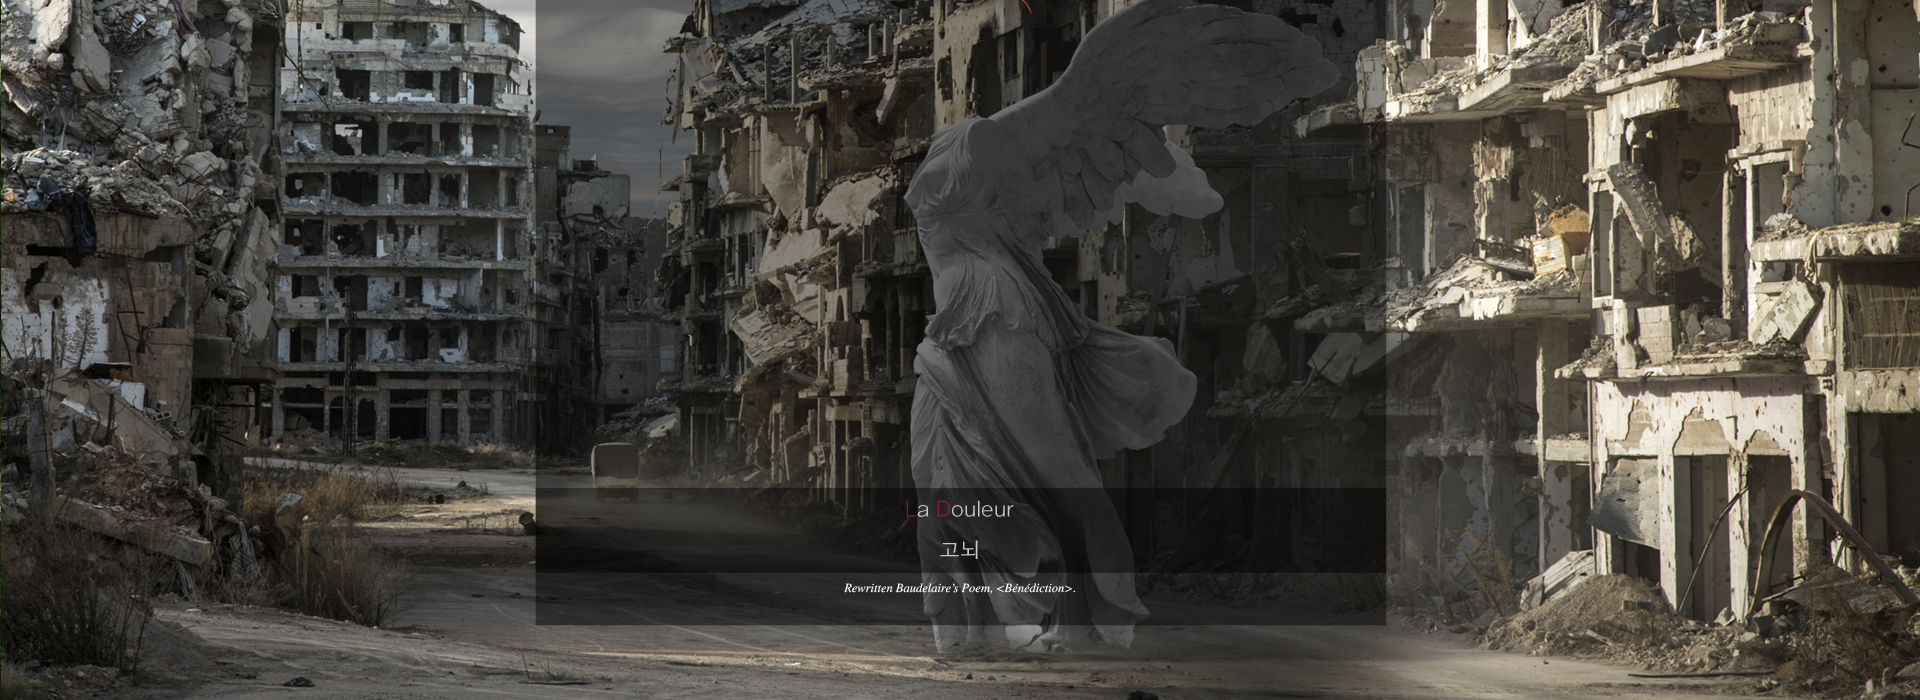 La Douleur
고뇌
Rewritten Baudelaire's Poem, <Bénédiction>.